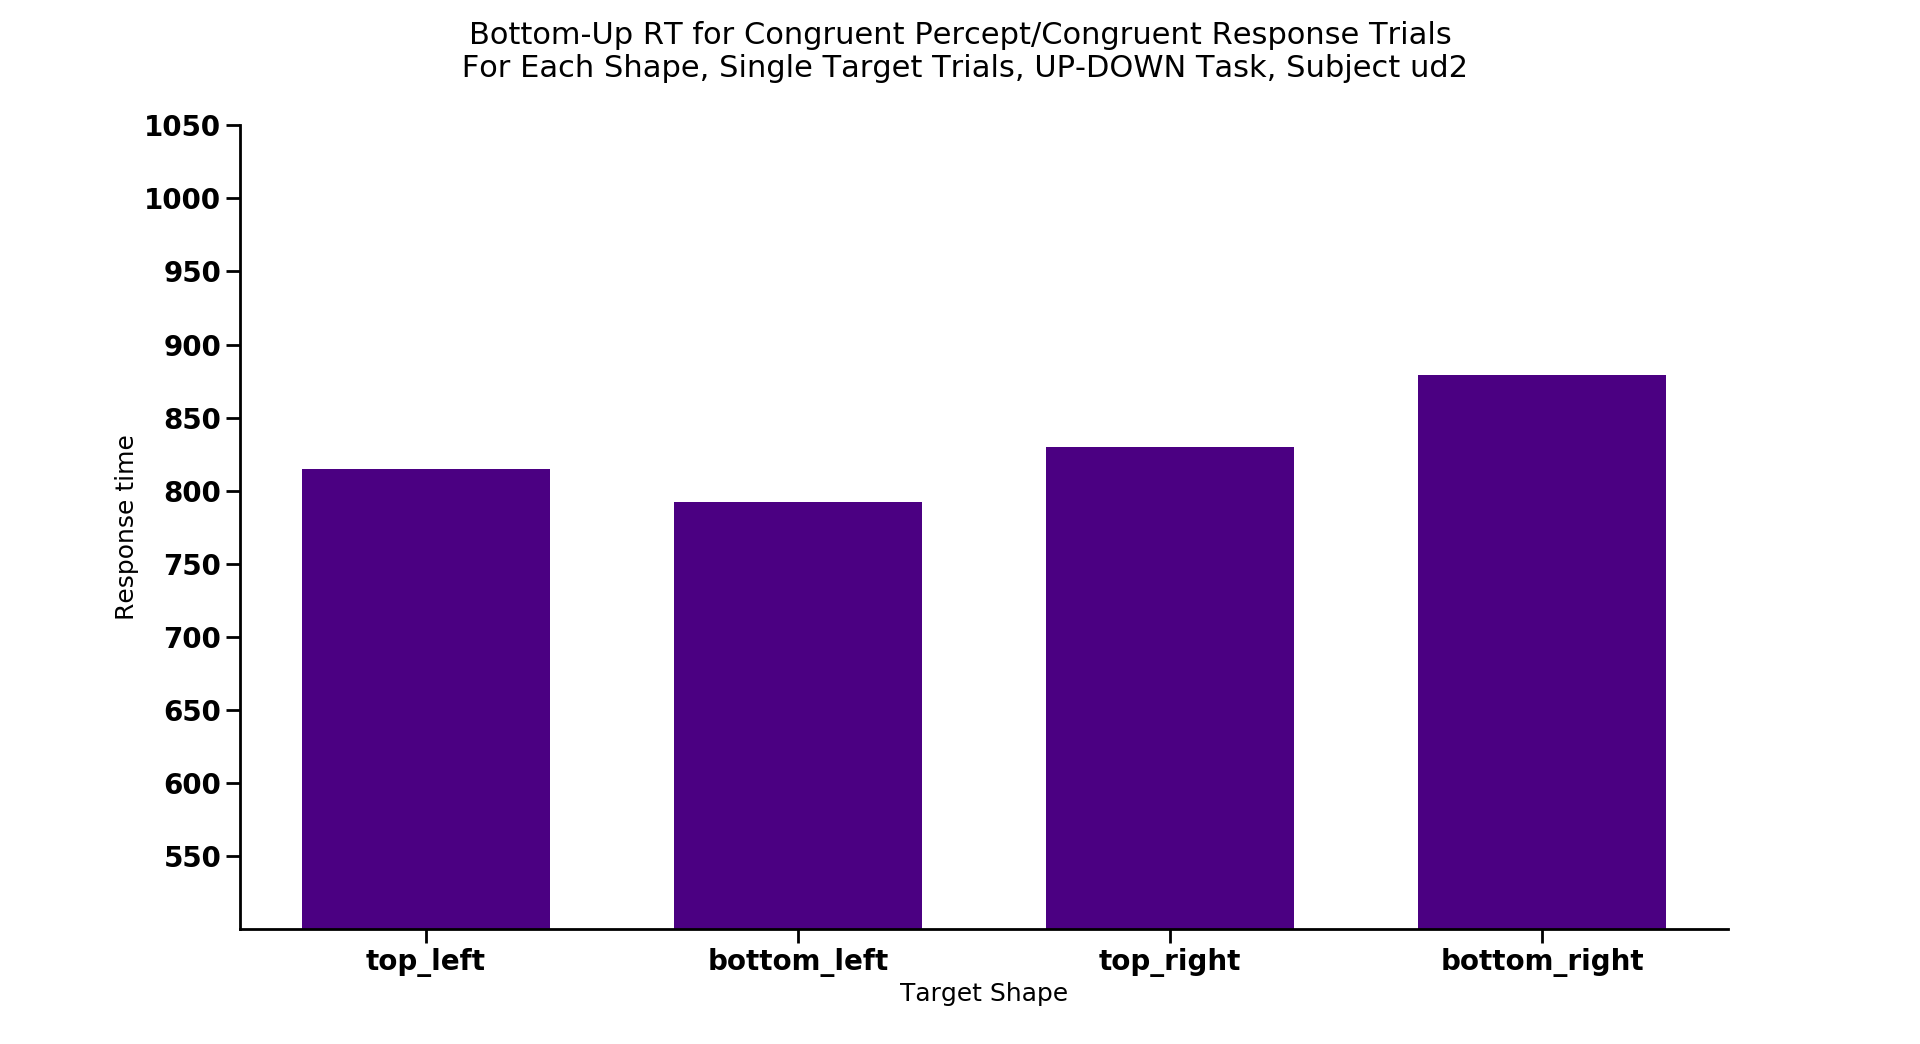 Bottom-Up RT for Congruent Percept/Congruent Response Trials
For Each Shape, Single Target Trials, UP-DOWN Task, Subject ud2
1050
1000
950
900
850
800
750
700
650
600
550
Response time
top_left
bottom_left
top_right
bottom_right
Target Shape